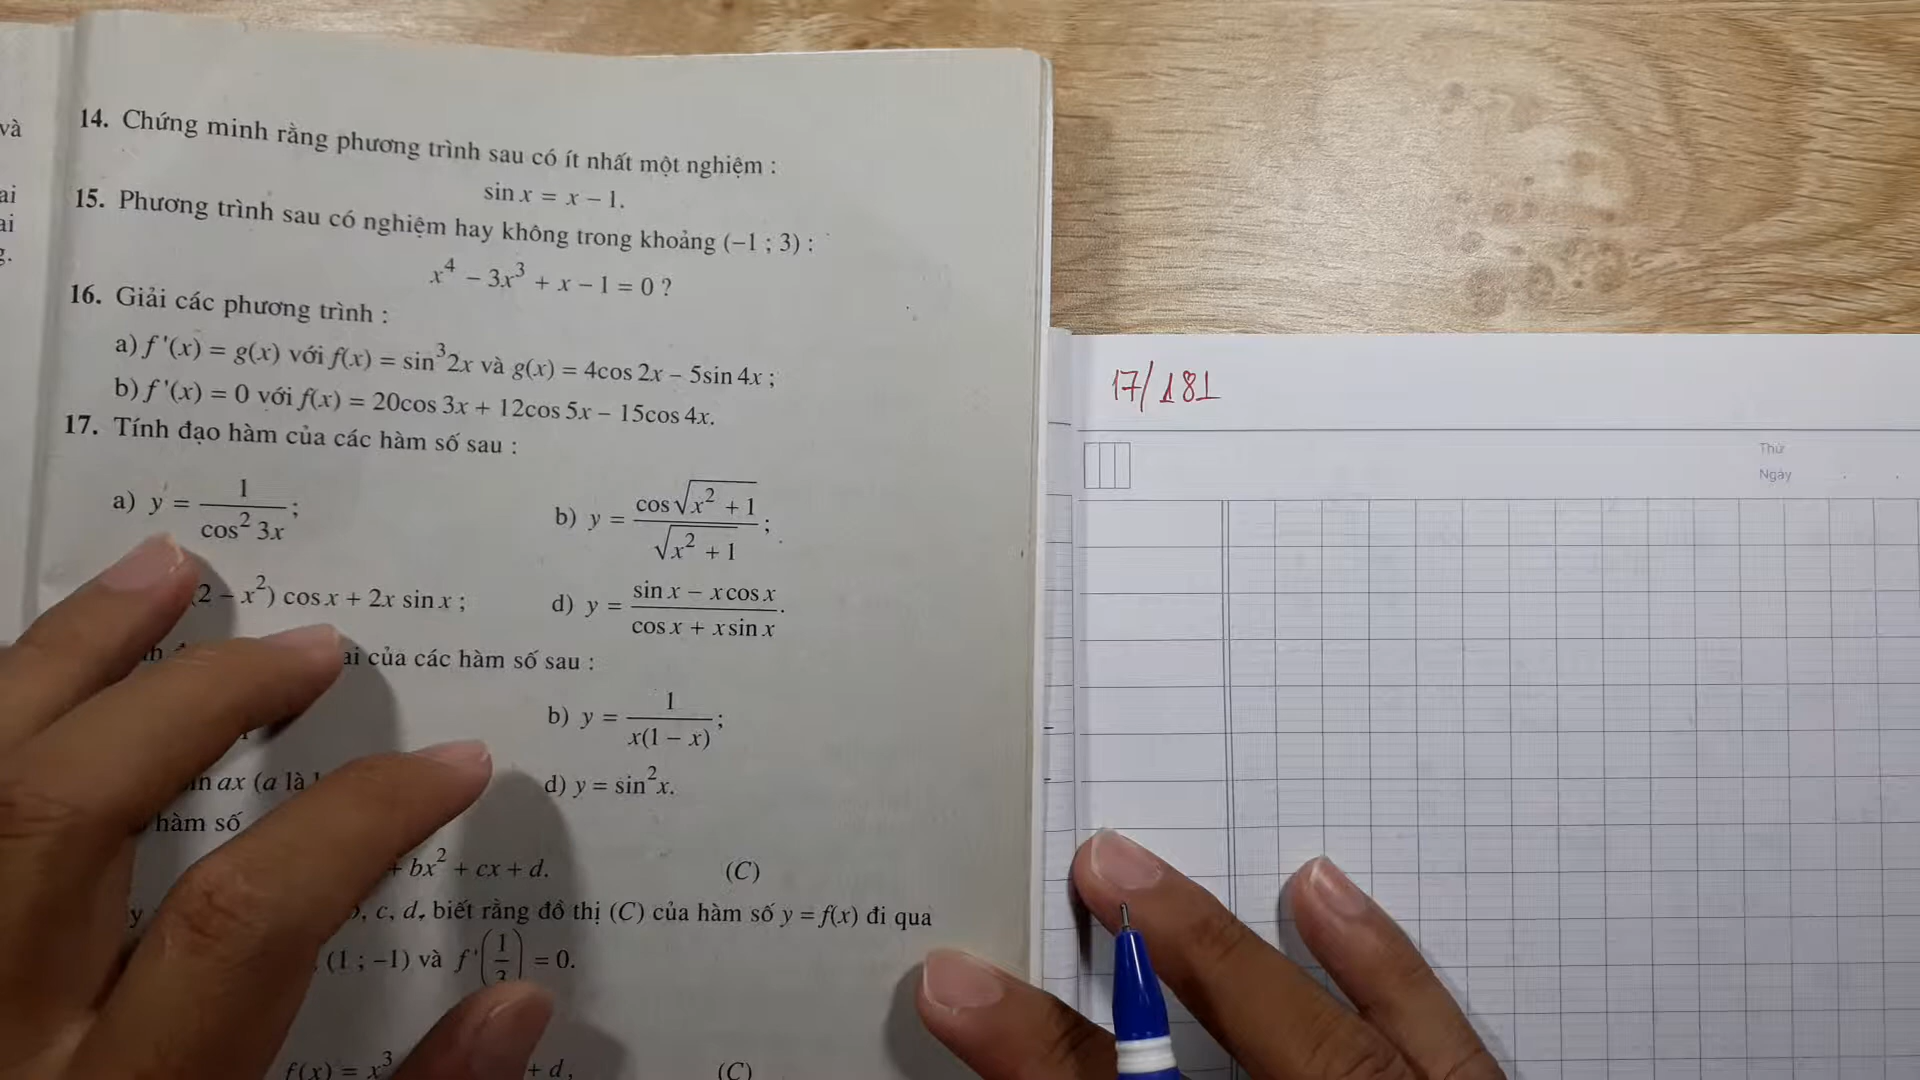 và
14. Chứng minh rằng phương trình sau có ít nhất một nghiệm :
sin x = x – 1.
ai
15. Phương trình sau có nghiệm hay không trong khoảng (–1 ; 3) :
ai
x⁴ – 3x³ + x – 1 = 0 ?
16. Giải các phương trình :
a) f '(x) = g(x) với f(x) = sin³2x và g(x) = 4cos 2x – 5sin 4x ;
b) f '(x) = 0 với f(x) = 20cos 3x + 12cos 5x – 15cos 4x.
17. Tính đạo hàm của các hàm số sau :
a) y = 1/(cos² 3x) ;
b) y = (cos√(x² + 1))/(√(x² + 1)) ;
(2 – x²) cos x + 2x sin x ;
d) y = (sin x – x cos x)/(cos x + x sin x).
của các hàm số sau :
b) y = 1/(x(1 – x)) ;
ax (a là
d) y = sin²x.
hàm số
+ bx² + cx + d. (C)
c, d, biết rằng đồ thị (C) của hàm số y = f(x) đi qua
(1 ; –1) và f '(1/3) = 0.
f(x) = x³ + d, (C)
17/181
Thứ
Ngày